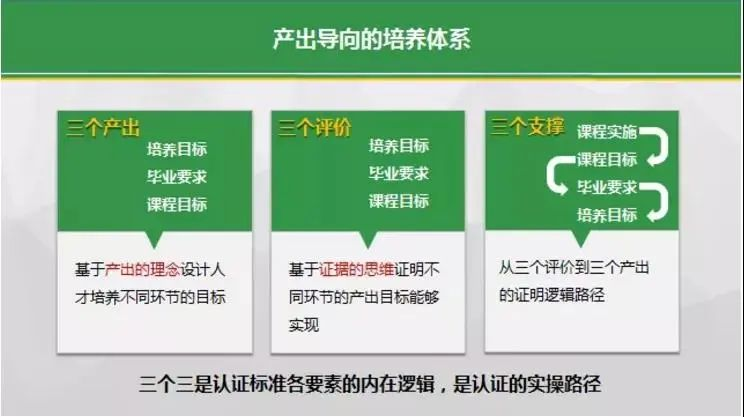 产出导向的培养体系
三个产出
培养目标
毕业要求
课程目标
基于产出的理念设计人
才培养不同环节的目标
三个评价
培养目标
毕业要求
课程目标
基于证据的思维证明不
同环节的产出目标能够
实现
三个支撑
课程实施
课程目标
毕业要求
培养目标
从三个评价到三个产出
的证明逻辑路径
三个三是认证标准各要素的内在逻辑，是认证的实操路径